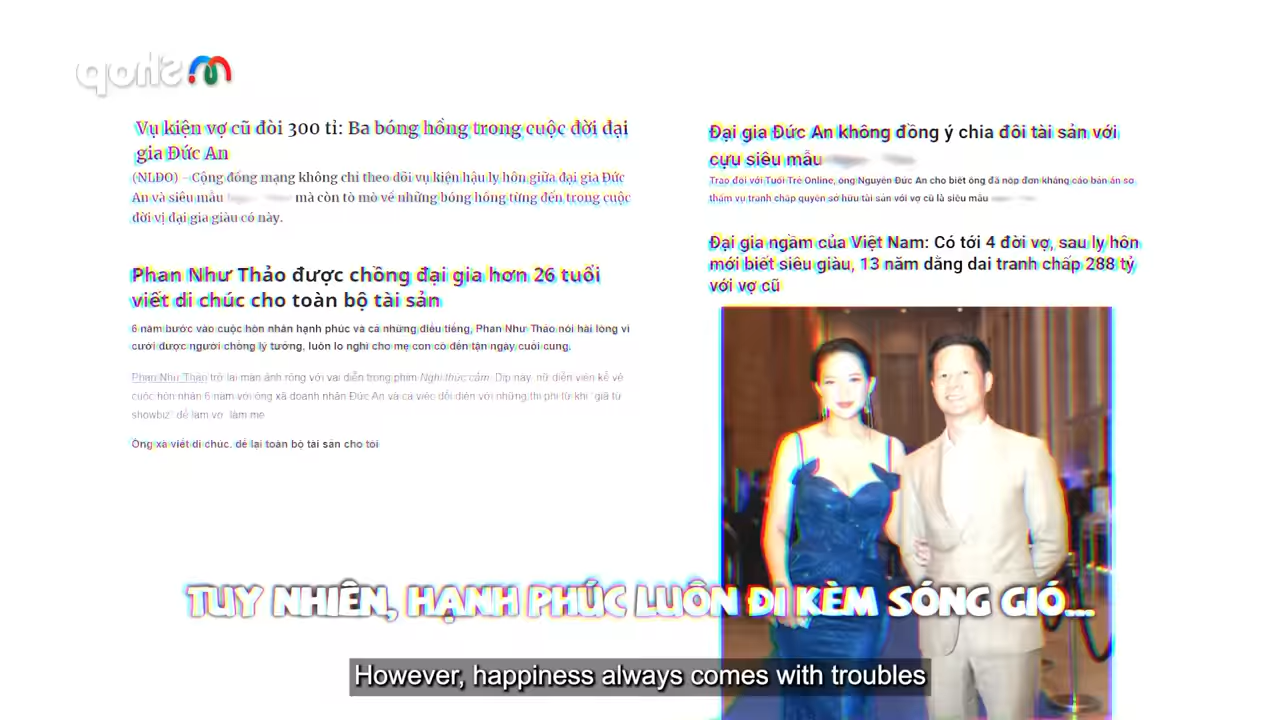 Shop
Vụ kiện vợ cũ đòi 300 tỉ: Ba bóng hồng trong cuộc đời đại
gia Đức An
(NLĐO) – Cộng đồng mạng không chỉ theo dõi vụ kiện hậu ly hôn giữa đại gia Đức
An và siêu mẫu mà còn tò mò về những bóng hồng từng đến trong cuộc
đời vị đại gia giàu có này.
Phan Như Thảo được chồng đại gia hơn 26 tuổi
viết di chúc cho toàn bộ tài sản
6 năm bước vào cuộc hôn nhân hạnh phúc và cả những điều tiếng, Phan Như Thảo nói hài lòng vì
cưới được người chồng lý tưởng, luôn lo nghĩ cho mẹ con cô đến tận ngày cuối cùng.
Phan Như Thảo trở lại màn ảnh rộng với vai diễn trong phim Nghi thức cấm. Dịp này, nữ diễn viên kể về
cuộc hôn nhân 6 năm với ông xã doanh nhân Đức An và cả việc đối diện với những thị phi từ khi "giã từ
showbiz" để làm vợ, làm mẹ.
Ông xã viết di chúc, để lại toàn bộ tài sản cho tôi
Đại gia Đức An không đồng ý chia đôi tài sản với
cựu siêu mẫu
Trao đổi với Tuổi Trẻ Online, ông Nguyễn Đức An cho biết ông đã nộp đơn kháng cáo bản án sơ
thẩm vụ tranh chấp quyền sở hữu tài sản với vợ cũ là siêu mẫu
Đại gia ngầm của Việt Nam: Có tới 4 đời vợ, sau ly hôn
mới biết siêu giàu, 13 năm dằng dai tranh chấp 288 tỷ
với vợ cũ
TUY NHIÊN, HẠNH PHÚC LUÔN ĐI KÈM SÓNG GIÓ...
However, happiness always comes with troubles